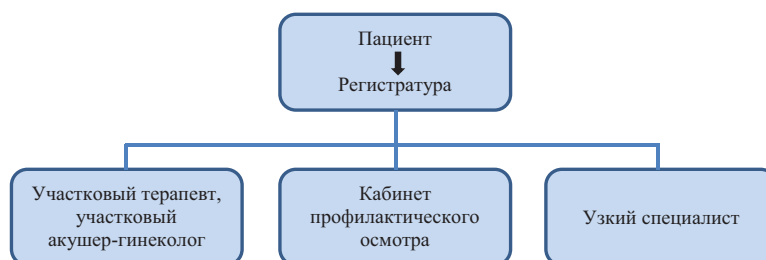 Пациент
Регистратура
Участковый терапевт,
участковый
акушер-гинеколог
Кабинет
профилактического
осмотра
Узкий специалист